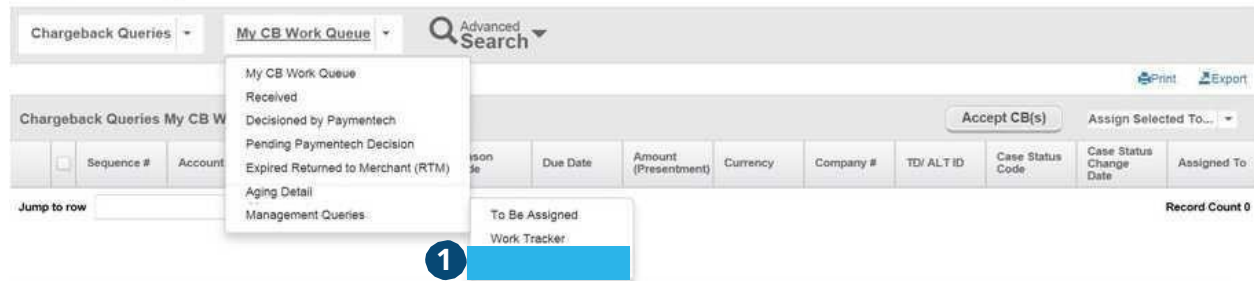 Chargeback Queries
My CB Work Queue
Advanced
Search
My CB Work Queue
Received
Decisioned by Paymentech
Pending Paymentech Decision
Expired Returned to Merchant (RTM)
Aging Detail
Management Queries
To Be Assigned
Work Tracker
1
Print
Export
Chargeback Queries My CB W
Accept CB(s)
Assign Selected To...
Sequence #
Account
son
de
Due Date
Amount
(Presentment)
Currency
Company #
TD/ ALT ID
Case Status
Code
Case Status
Change
Date
Assigned To
Jump to row
Record Count 0